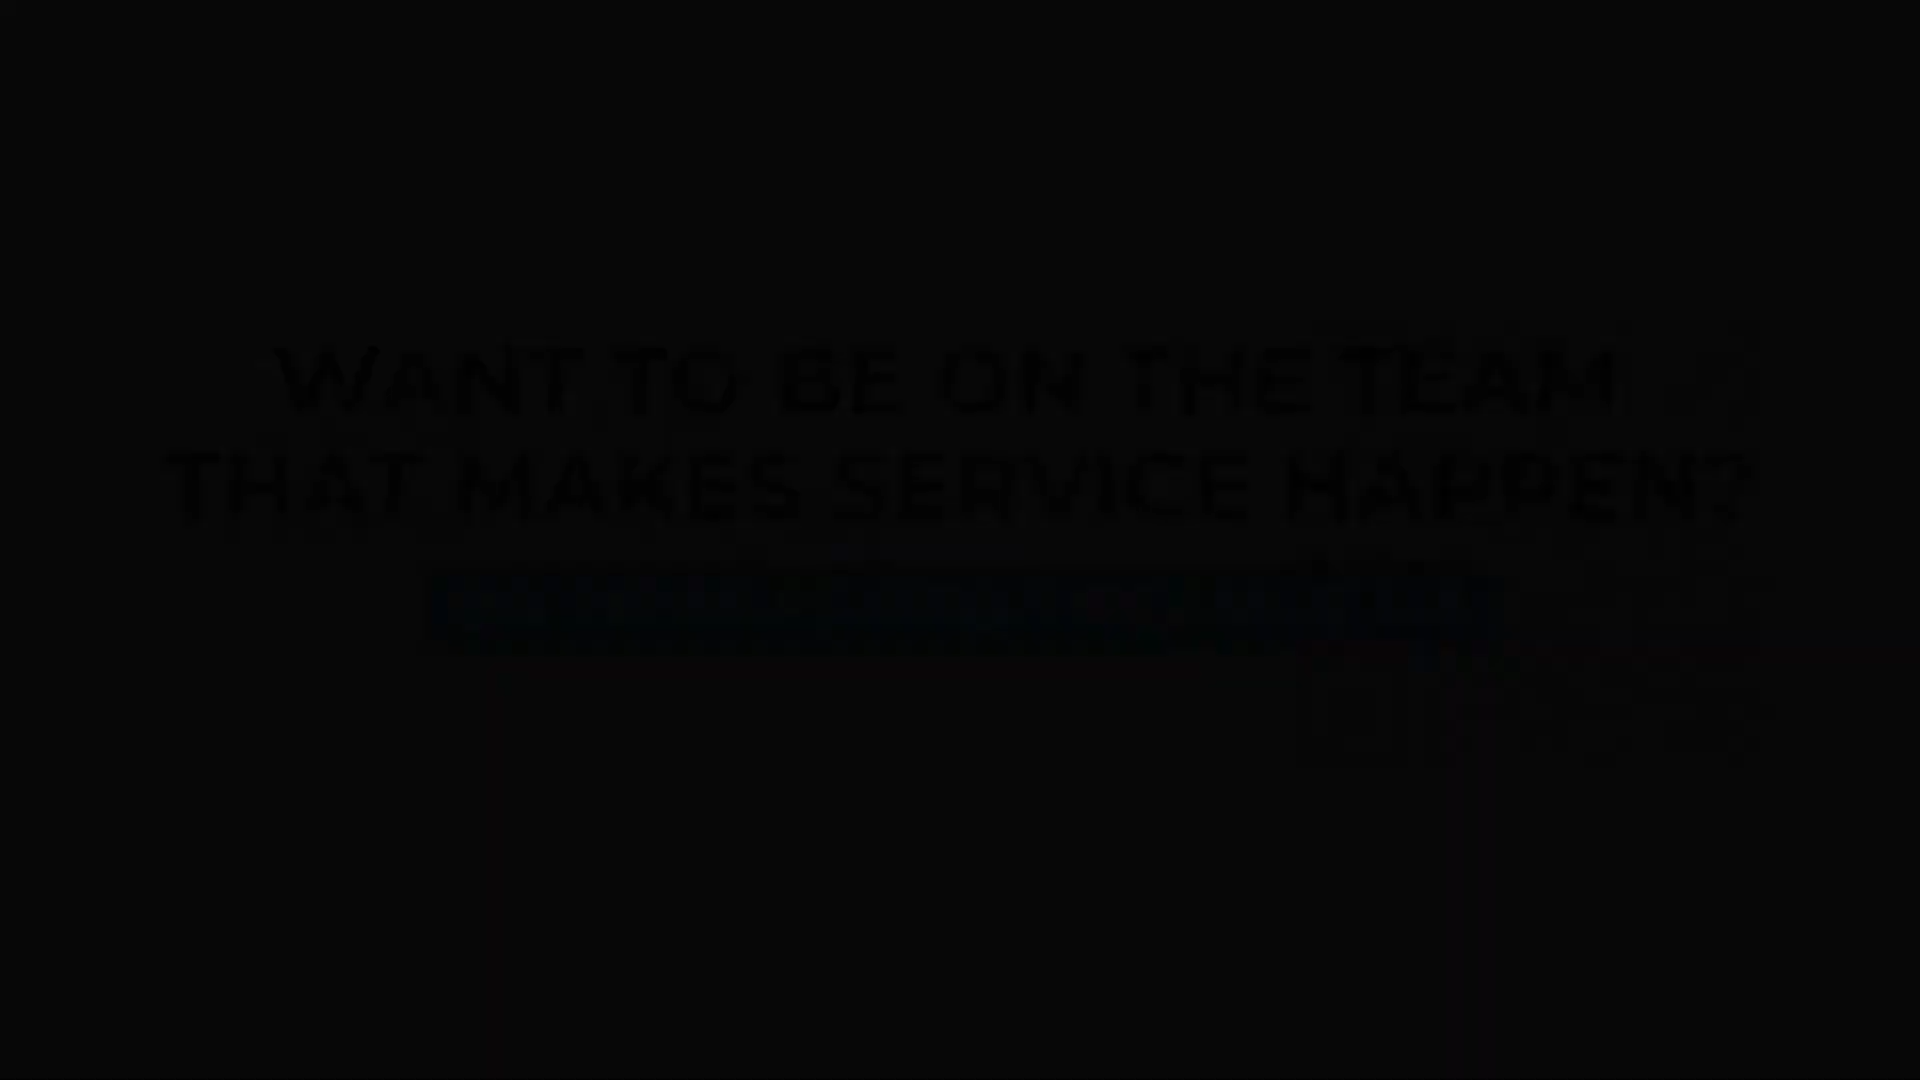 WANT TO BE ON THE TEAM
THAT MAKES SERVICE HAPPEN?